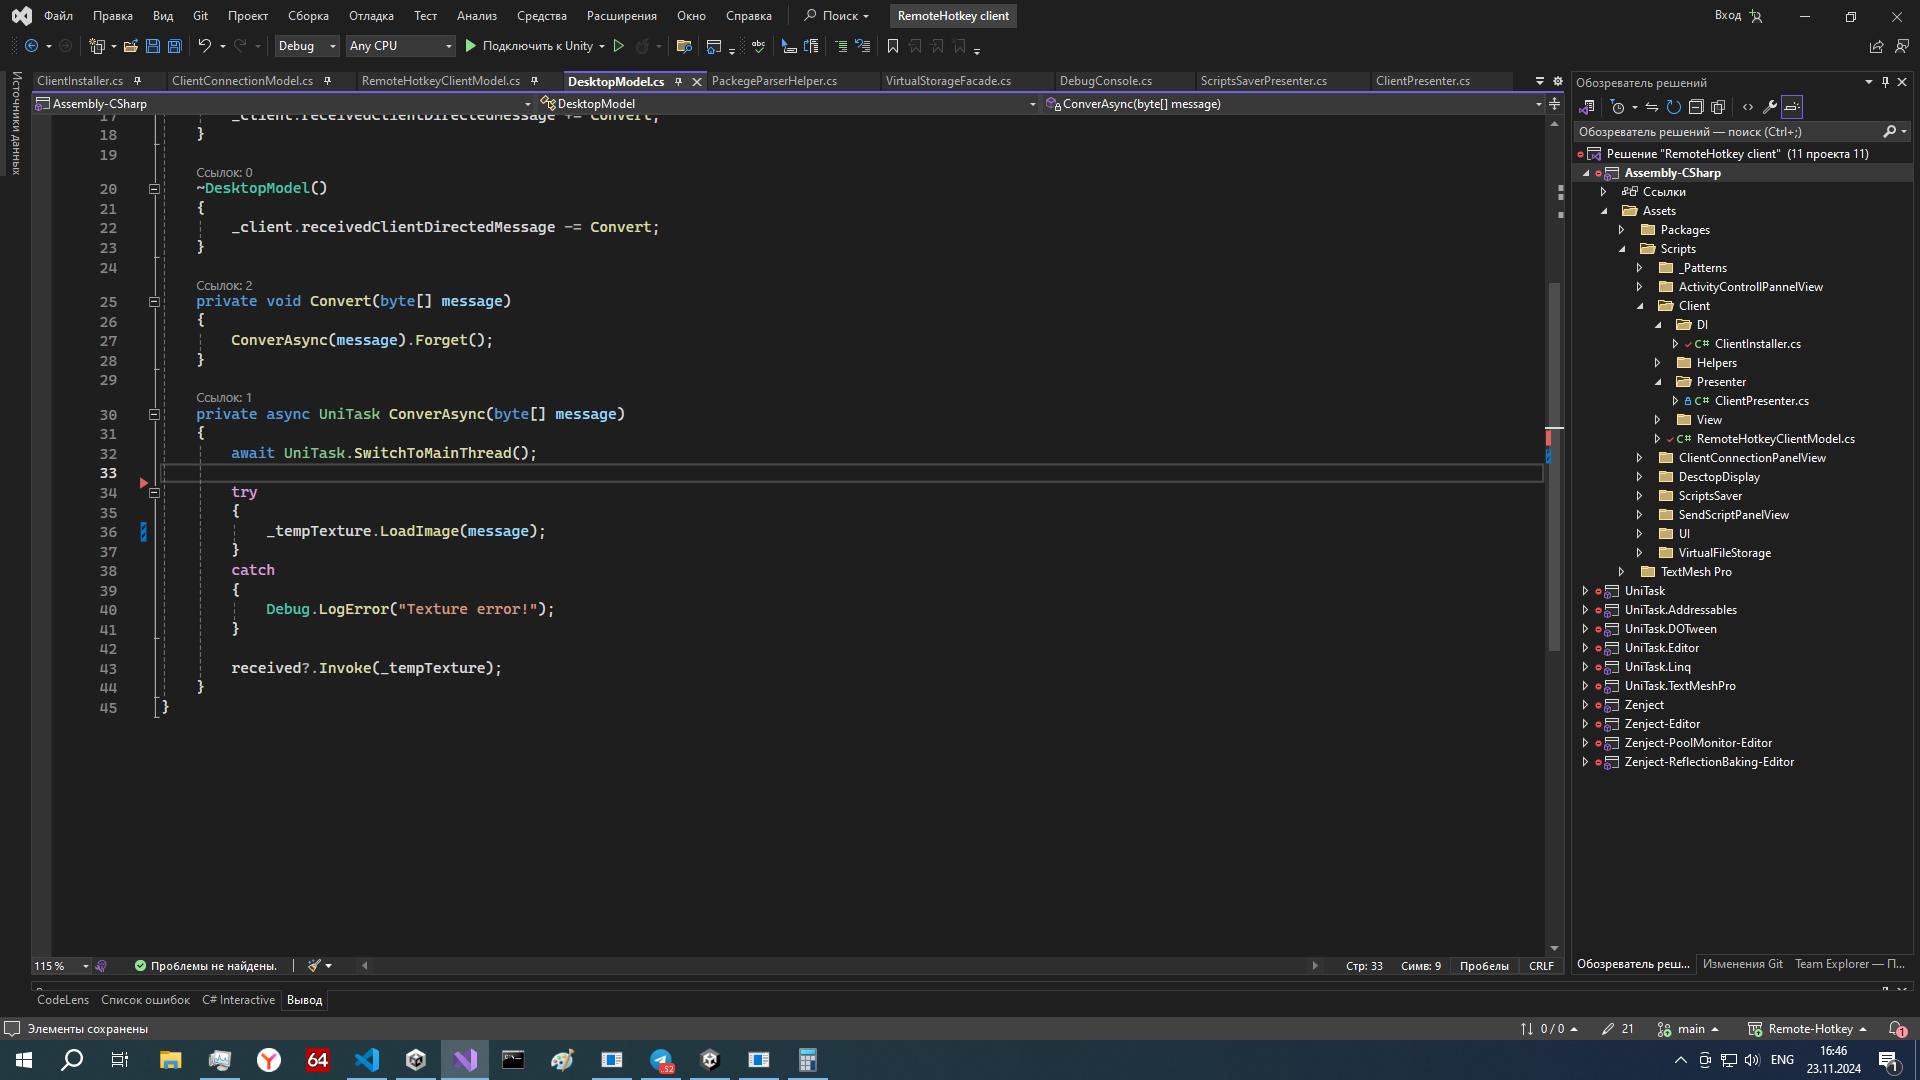 Файл Правка Вид Git Проект Сборка Отладка Тест Анализ Средства Расширения Окно Справка Поиск RemoteHotkey client Вход
Debug Any CPU Подключить к Unity
ClientInstaller.cs ClientConnectionModel.cs RemoteHotkeyClientModel.cs DesktopModel.cs PackegeParserHelper.cs VirtualStorageFacade.cs DebugConsole.cs ScriptsSaverPresenter.cs ClientPresenter.cs
Assembly-CSharp DesktopModel ConverAsync(byte[] message)
Источники данных
17 _client.receivedClientDirectedMessage += Convert;
18 }
19
Ссылок: 0
20 ~DesktopModel()
21 {
22 _client.receivedClientDirectedMessage -= Convert;
23 }
24
Ссылок: 2
25 private void Convert(byte[] message)
26 {
27 ConverAsync(message).Forget();
28 }
29
Ссылок: 1
30 private async UniTask ConverAsync(byte[] message)
31 {
32 await UniTask.SwitchToMainThread();
33
34 try
35 {
36 _tempTexture.LoadImage(message);
37 }
38 catch
39 {
40 Debug.LogError("Texture error!");
41 }
42
43 received?.Invoke(_tempTexture);
44 }
45 }
115 % Проблемы не найдены. Стр: 33 Симв: 9 Пробелы CRLF
Обозреватель решений
Обозреватель решений — поиск (Ctrl+;)
Решение "RemoteHotkey client" (11 проекта 11)
Assembly-CSharp
Ссылки
Assets
Packages
Scripts
_Patterns
ActivityControllPannelView
Client
DI
C# ClientInstaller.cs
Helpers
Presenter
C# ClientPresenter.cs
View
C# RemoteHotkeyClientModel.cs
ClientConnectionPanelView
DesctopDisplay
ScriptsSaver
SendScriptPanelView
UI
VirtualFileStorage
TextMesh Pro
UniTask
UniTask.Addressables
UniTask.DOTween
UniTask.Editor
UniTask.Linq
UniTask.TextMeshPro
Zenject
Zenject-Editor
Zenject-PoolMonitor-Editor
Zenject-ReflectionBaking-Editor
Обозреватель реш... Изменения Git Team Explorer — П...
CodeLens Список ошибок C# Interactive Вывод
Элементы сохранены 0 / 0 21 main Remote-Hotkey 1
64 ENG 16:46
23.11.2024 1